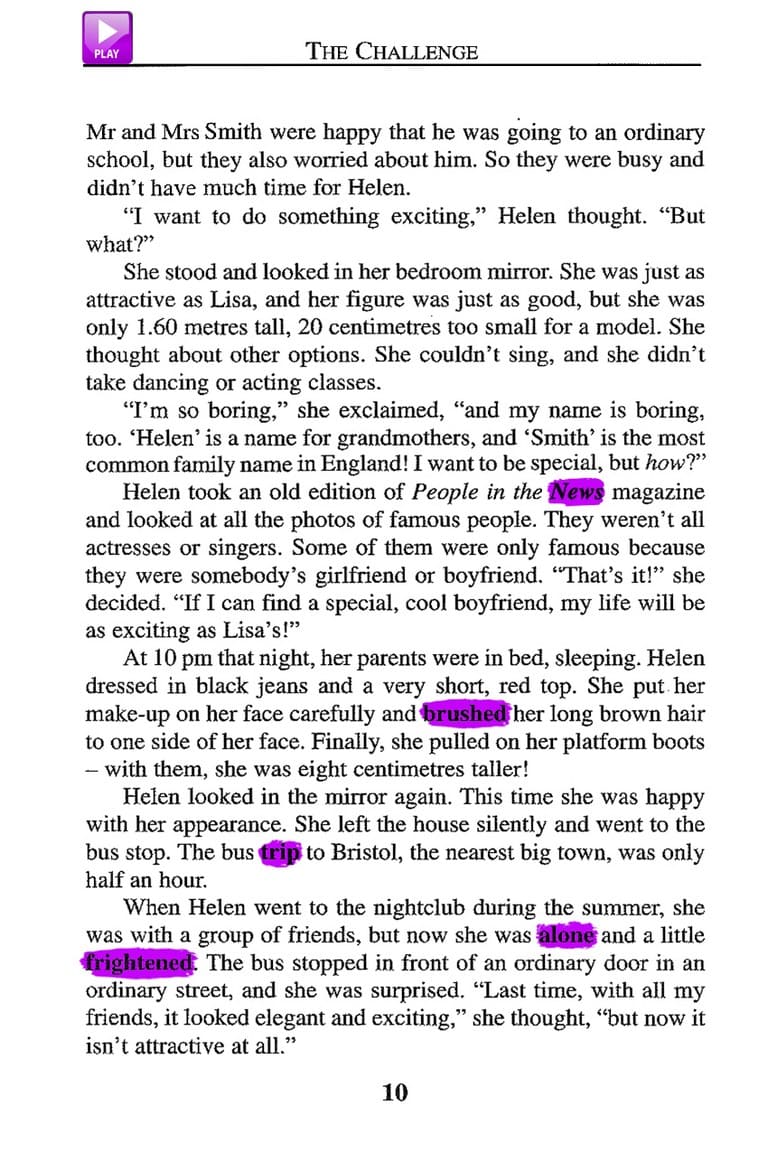 PLAY
THE CHALLENGE
Mr and Mrs Smith were happy that he was going to an ordinary
school, but they also worried about him. So they were busy and
didn’t have much time for Helen.
“I want to do something exciting,” Helen thought. “But
what?”
She stood and looked in her bedroom mirror. She was just as
attractive as Lisa, and her figure was just as good, but she was
only 1.60 metres tall, 20 centimetres too small for a model. She
thought about other options. She couldn’t sing, and she didn’t
take dancing or acting classes.
“I’m so boring,” she exclaimed, “and my name is boring,
too. ‘Helen’ is a name for grandmothers, and ‘Smith’ is the most
common family name in England! I want to be special, but how?”
Helen took an old edition of People in the News magazine
and looked at all the photos of famous people. They weren’t all
actresses or singers. Some of them were only famous because
they were somebody’s girlfriend or boyfriend. “That’s it!” she
decided. “If I can find a special, cool boyfriend, my life will be
as exciting as Lisa’s!”
At 10 pm that night, her parents were in bed, sleeping. Helen
dressed in black jeans and a very short, red top. She put her
make-up on her face carefully and brushed her long brown hair
to one side of her face. Finally, she pulled on her platform boots
– with them, she was eight centimetres taller!
Helen looked in the mirror again. This time she was happy
with her appearance. She left the house silently and went to the
bus stop. The bus trip to Bristol, the nearest big town, was only
half an hour.
When Helen went to the nightclub during the summer, she
was with a group of friends, but now she was alone and a little
frightened. The bus stopped in front of an ordinary door in an
ordinary street, and she was surprised. “Last time, with all my
friends, it looked elegant and exciting,” she thought, “but now it
isn’t attractive at all.”
10